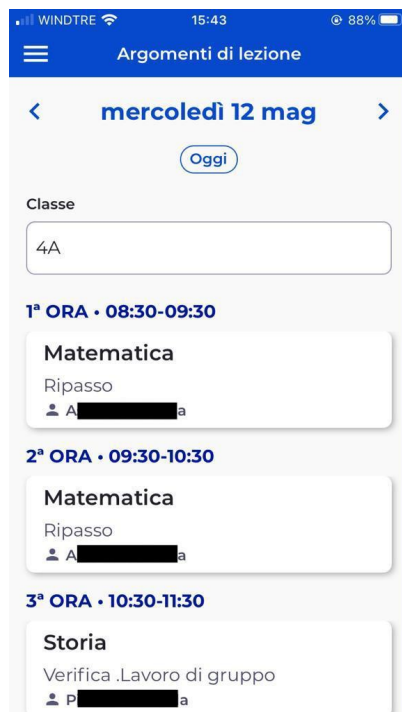 WINDTRE 15:43 88%
Argomenti di lezione
< mercoledì 12 mag >
Oggi
Classe
4A
1ª ORA • 08:30-09:30
Matematica
Ripasso
A a
2ª ORA • 09:30-10:30
Matematica
Ripasso
A a
3ª ORA • 10:30-11:30
Storia
Verifica .Lavoro di gruppo
P a